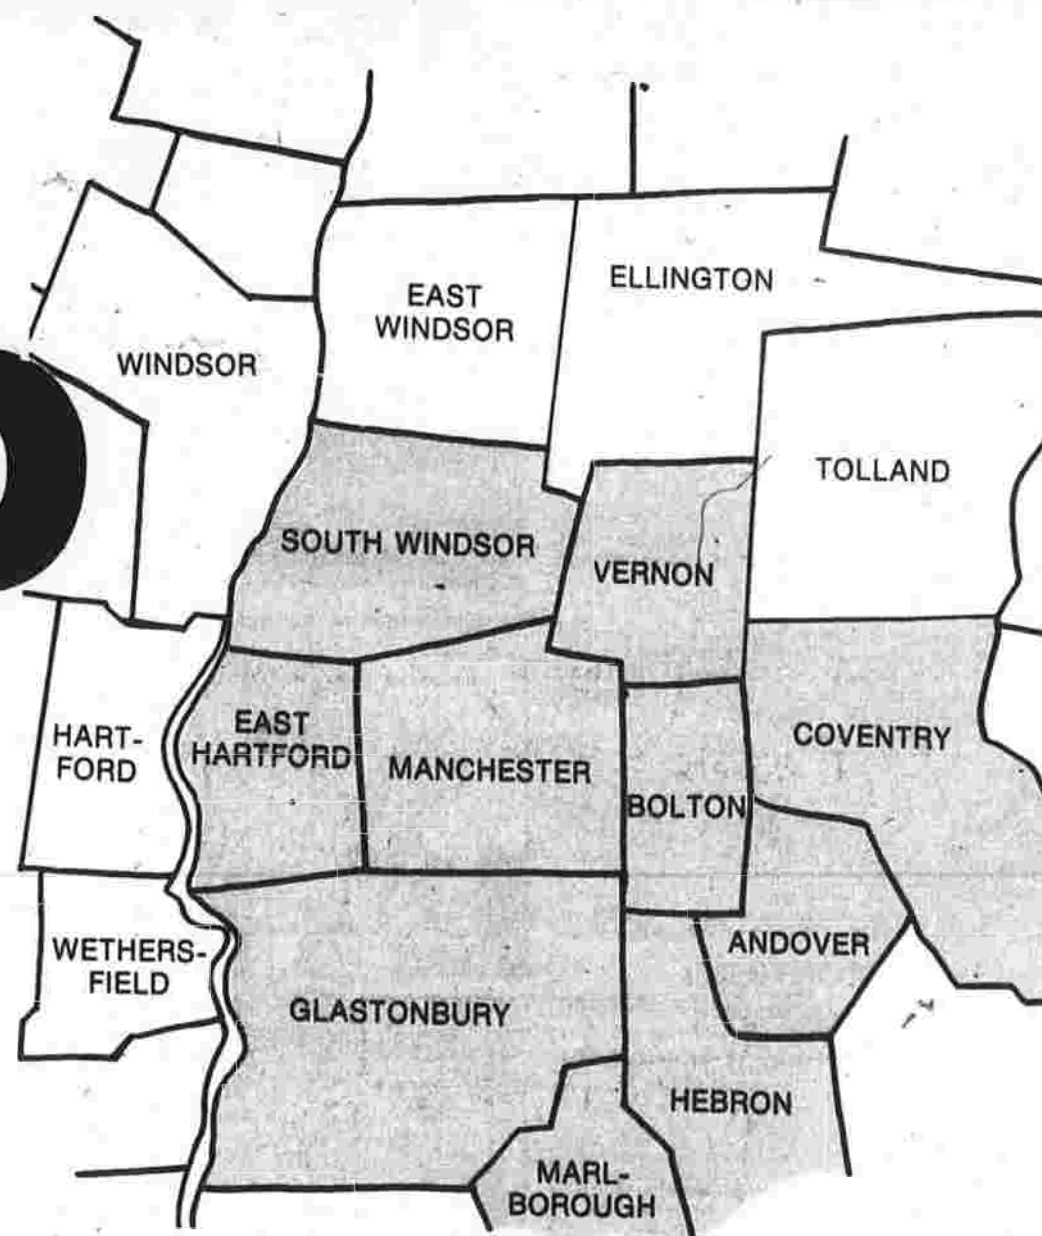 EAST
WINDSOR
ELLINGTON
WINDSOR
TOLLAND
SOUTH WINDSOR
VERNON
EAST
HARTFORD
HART-
FORD
MANCHESTER
COVENTRY
BOLTON
WETHERS-
FIELD
ANDOVER
GLASTONBURY
HEBRON
MARL-
BOROUGH